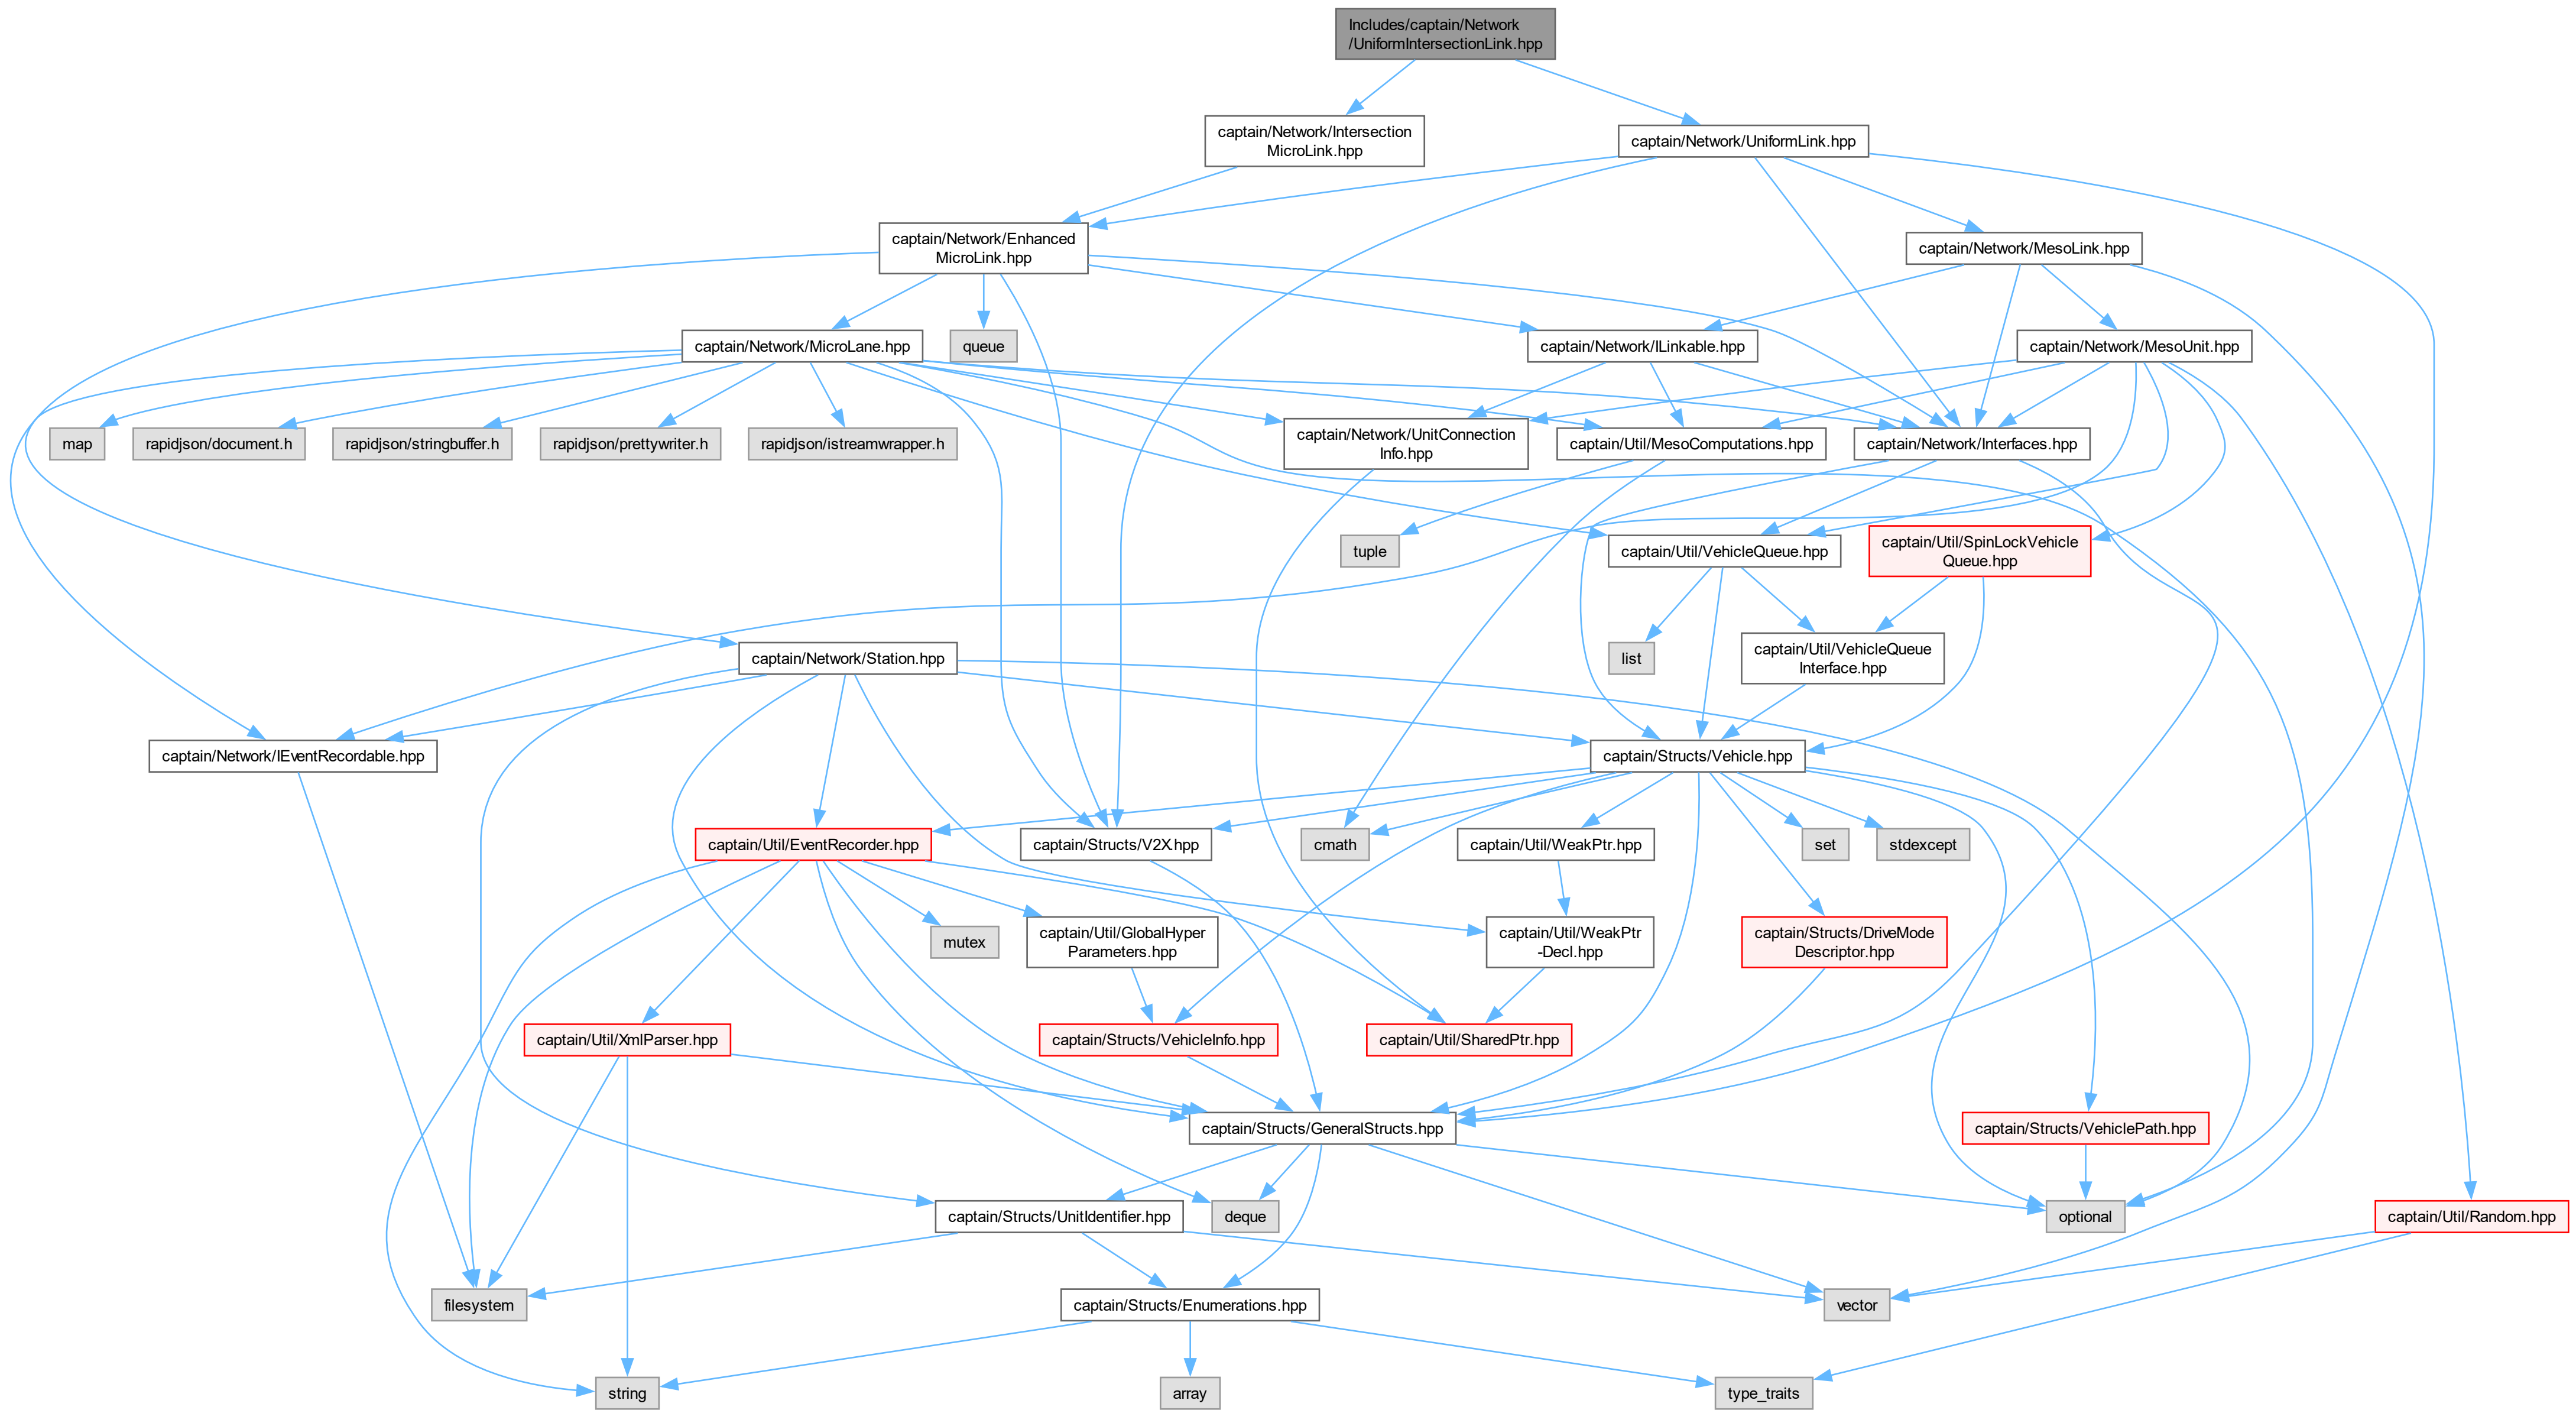 Includes/captain/Network
/UniformIntersectionLink.hpp
captain/Network/Intersection
MicroLink.hpp
captain/Network/UniformLink.hpp
captain/Network/Enhanced
MicroLink.hpp
captain/Network/MesoLink.hpp
captain/Network/MicroLane.hpp
queue
captain/Network/ILinkable.hpp
captain/Network/MesoUnit.hpp
map
rapidjson/document.h
rapidjson/stringbuffer.h
rapidjson/prettywriter.h
rapidjson/istreamwrapper.h
captain/Network/UnitConnection
Info.hpp
captain/Util/MesoComputations.hpp
captain/Network/Interfaces.hpp
tuple
captain/Util/VehicleQueue.hpp
captain/Util/SpinLockVehicle
Queue.hpp
captain/Network/Station.hpp
list
captain/Util/VehicleQueue
Interface.hpp
captain/Network/IEventRecordable.hpp
captain/Structs/Vehicle.hpp
captain/Util/EventRecorder.hpp
captain/Structs/V2X.hpp
cmath
captain/Util/WeakPtr.hpp
set
stdexcept
mutex
captain/Util/GlobalHyper
Parameters.hpp
captain/Util/WeakPtr
-Decl.hpp
captain/Structs/DriveMode
Descriptor.hpp
captain/Util/XmlParser.hpp
captain/Structs/VehicleInfo.hpp
captain/Util/SharedPtr.hpp
captain/Structs/GeneralStructs.hpp
captain/Structs/VehiclePath.hpp
captain/Structs/UnitIdentifier.hpp
deque
optional
captain/Util/Random.hpp
filesystem
captain/Structs/Enumerations.hpp
vector
string
array
type_traits